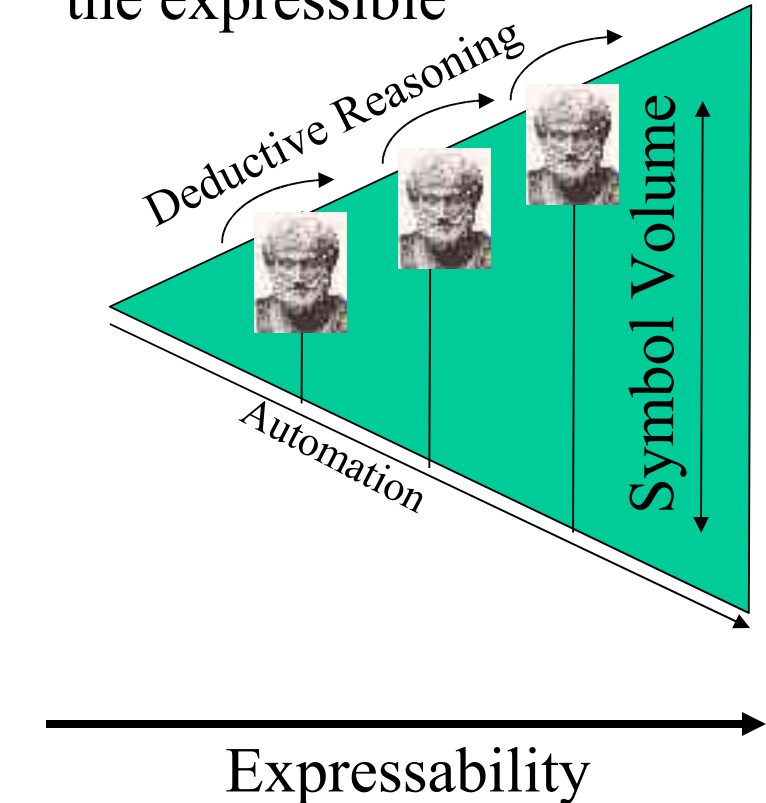 the expressible
Deductive Reasoning
Symbol Volume
Automation
Expressability